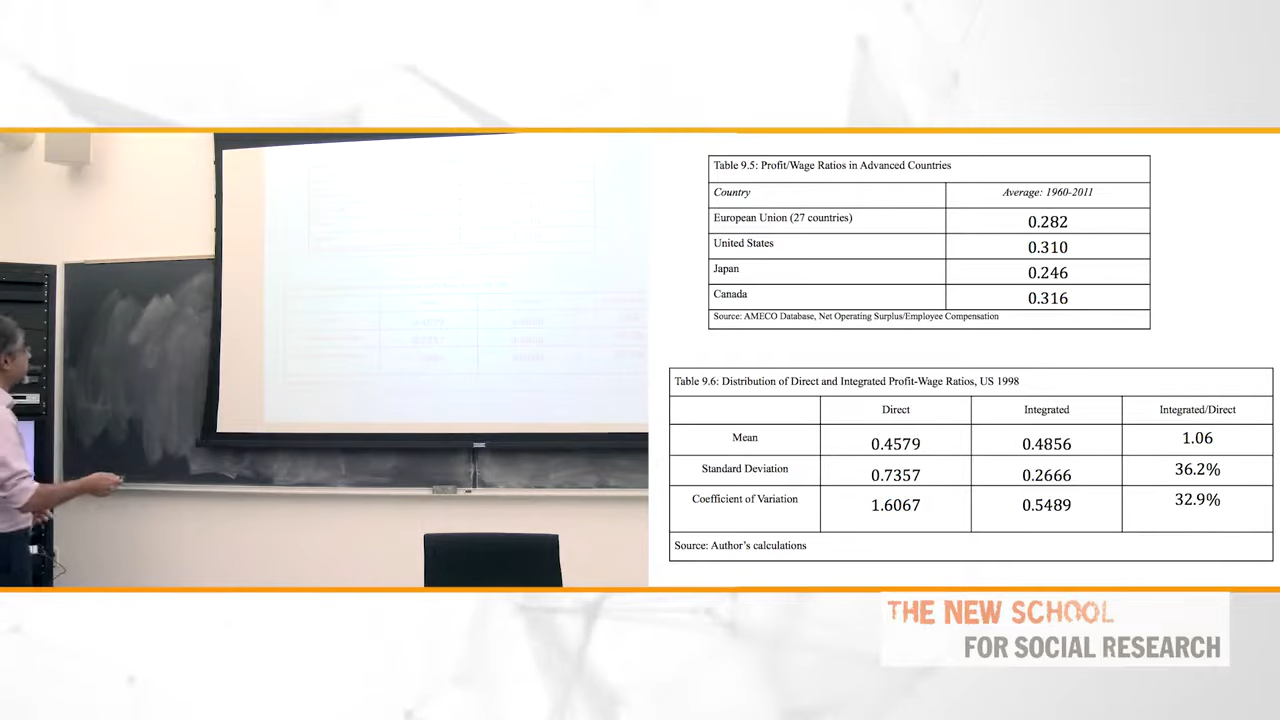 Table 9.5: Profit/Wage Ratios in Advanced Countries
Country Average: 1960-2011
European Union (27 countries) 0.282
United States 0.310
Japan 0.246
Canada 0.316
Source: AMECO Database, Net Operating Surplus/Employee Compensation
Table 9.6: Distribution of Direct and Integrated Profit-Wage Ratios, US 1998
Direct Integrated Integrated/Direct
Mean 0.4579 0.4856 1.06
Standard Deviation 0.7357 0.2666 36.2%
Coefficient of Variation 1.6067 0.5489 32.9%
Source: Author's calculations
THE NEW SCHOOL
FOR SOCIAL RESEARCH